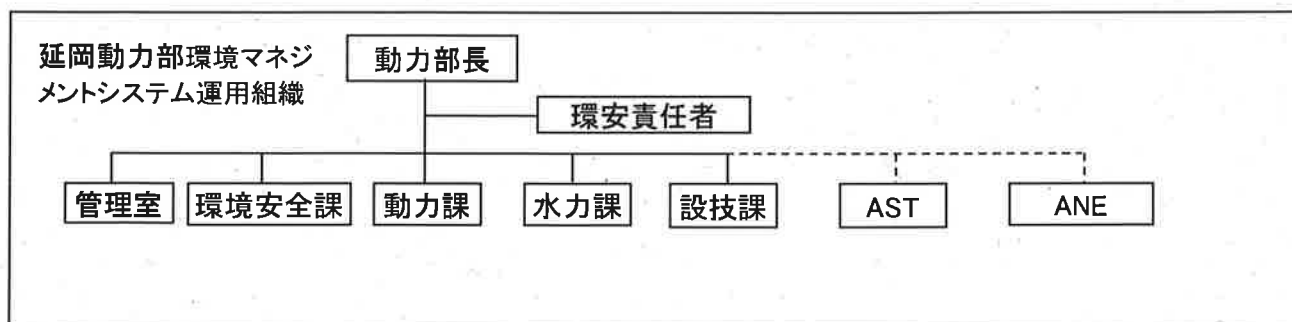 延岡動力部環境マネジ
メントシステム運用組織
動力部長
環安責任者
管理室
環境安全課
動力課
水力課
設技課
AST
ANE